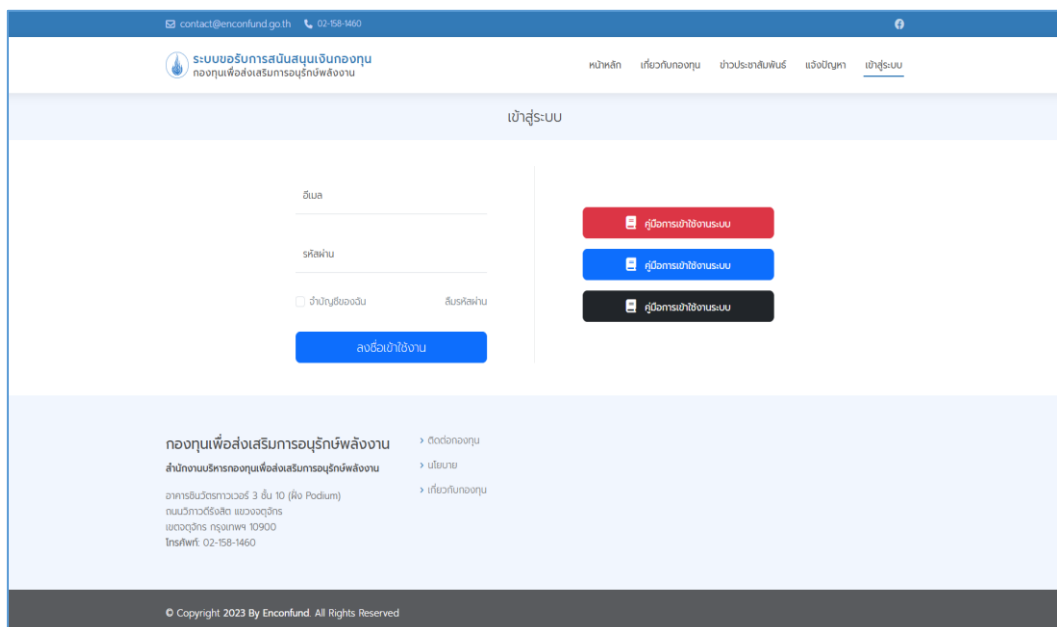 contact@enconfund.go.th 02-158-1460
ระบบขอรับการสนับสนุนเงินกองทุน
กองทุนเพื่อส่งเสริมการอนุรักษ์พลังงาน
หน้าหลัก เกี่ยวกับกองทุน ข่าวประชาสัมพันธ์ แจ้งปัญหา เข้าสู่ระบบ
เข้าสู่ระบบ
อีเมล
รหัสผ่าน
จำบัญชีของฉัน ลืมรหัสผ่าน
ลงชื่อเข้าใช้งาน
คู่มือการเข้าใช้งานระบบ
คู่มือการเข้าใช้งานระบบ
คู่มือการเข้าใช้งานระบบ
กองทุนเพื่อส่งเสริมการอนุรักษ์พลังงาน
สำนักงานบริหารกองทุนเพื่อส่งเสริมการอนุรักษ์พลังงาน
อาคารชินวัตรทาวเวอร์ 3 ชั้น 10 (ฝั่ง Podium)
ถนนวิภาวดีรังสิต แขวงจตุจักร
เขตจตุจักร กรุงเทพฯ 10900
โทรศัพท์: 02-158-1460
ติดต่อกองทุน
นโยบาย
เกี่ยวกับกองทุน
© Copyright 2023 By Enconfund. All Rights Reserved